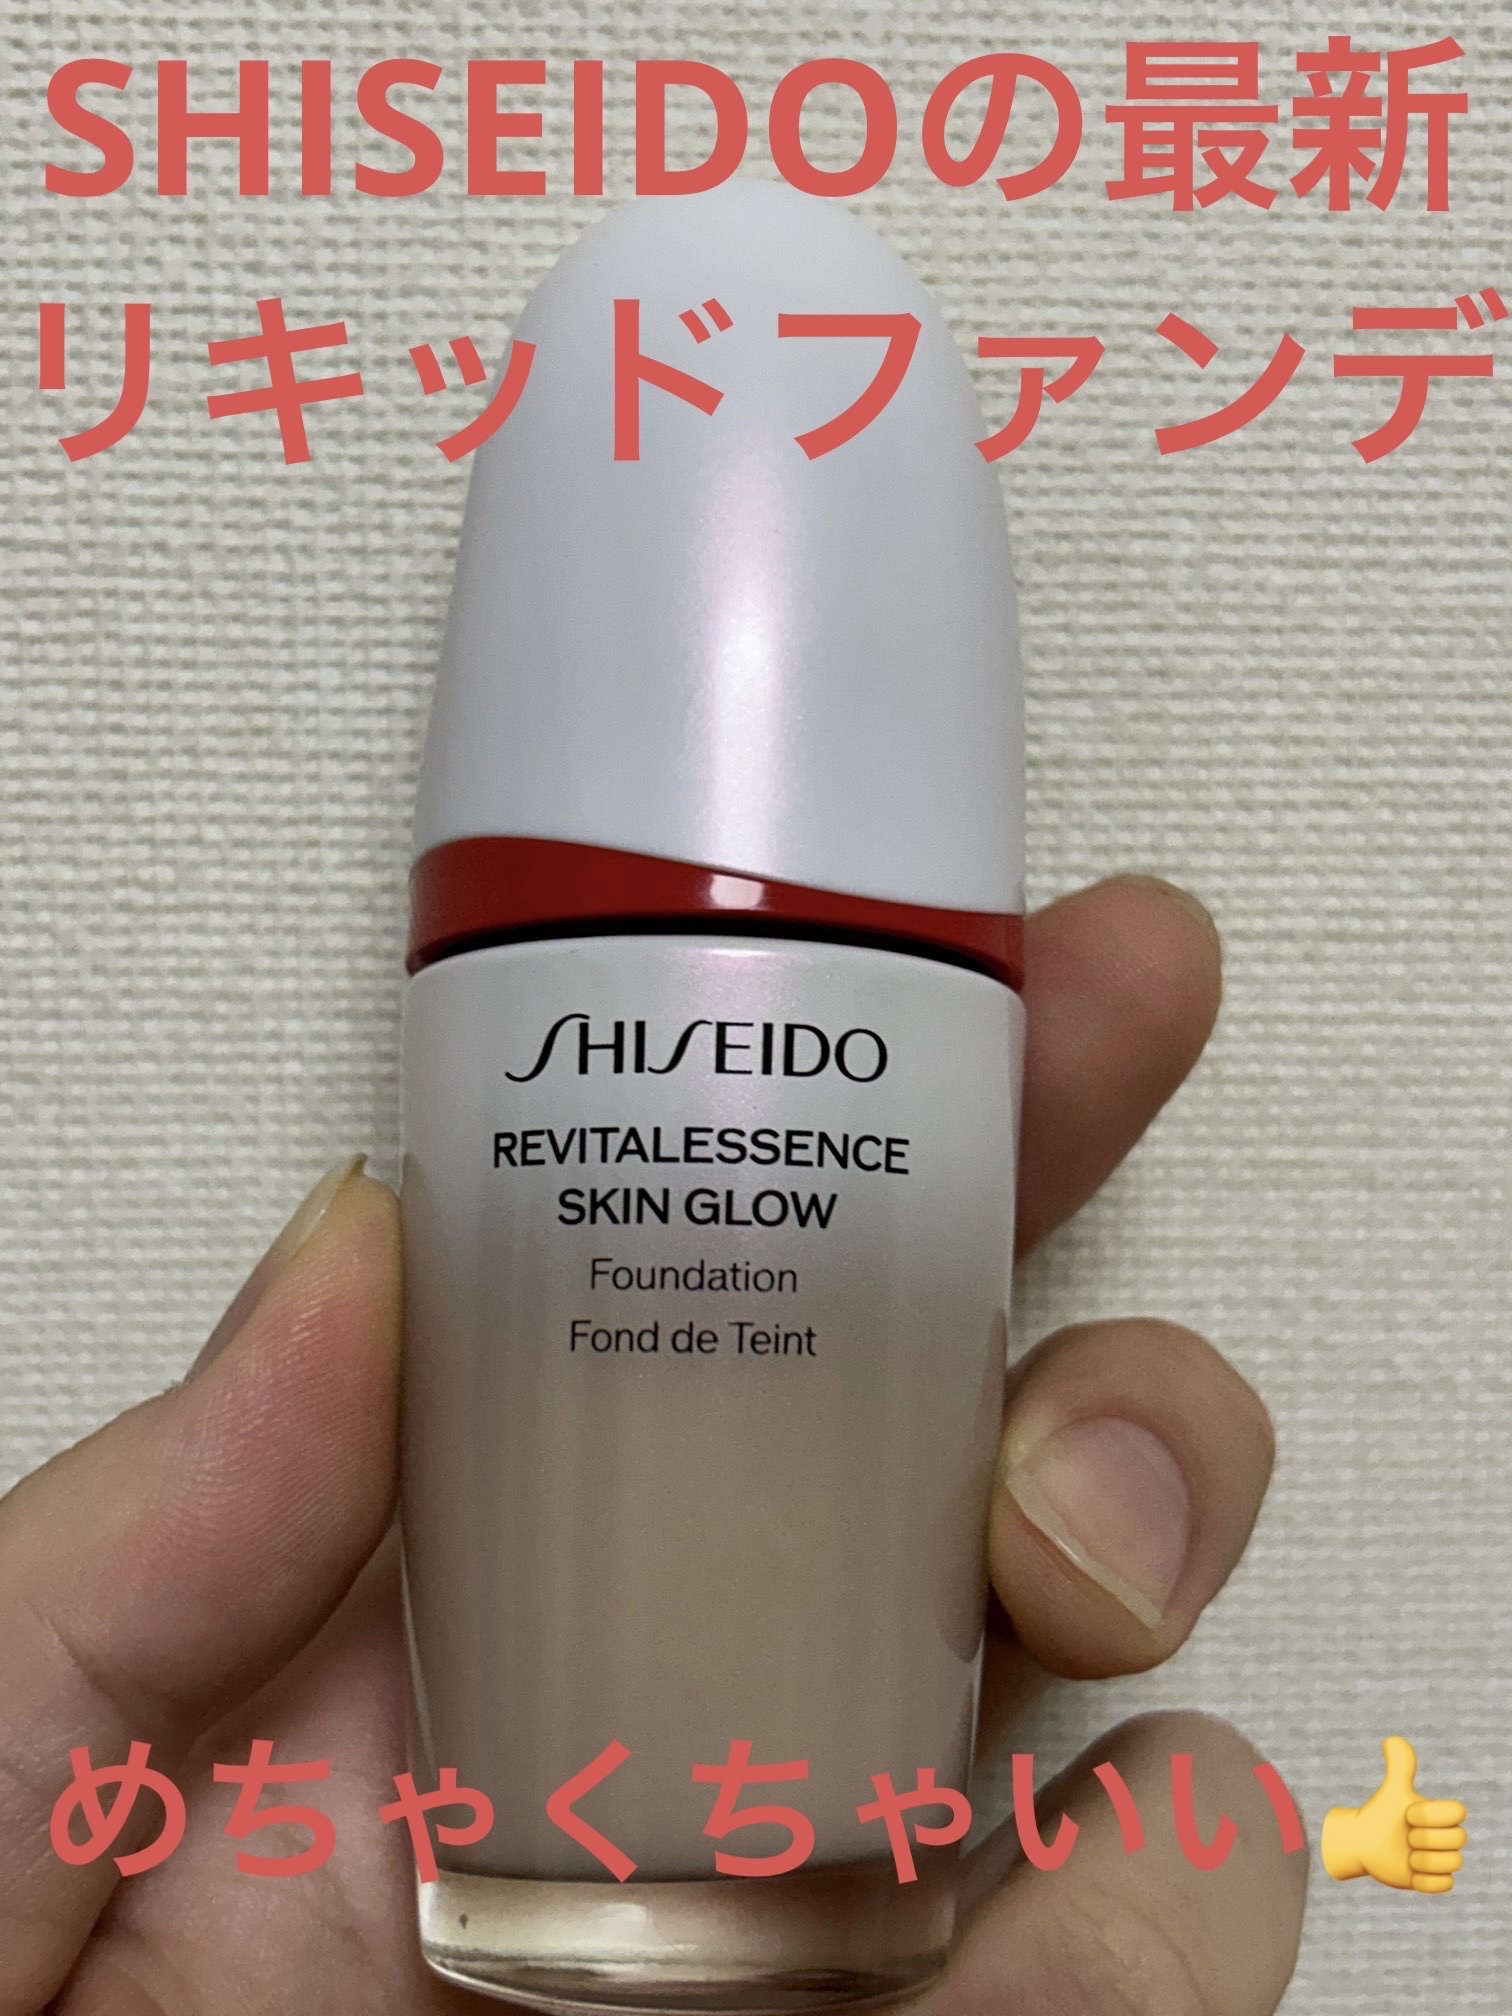 SHISEIDOの最新
リキッドファンデ
SHISEIDO
REVITALESSENCE
SKIN GLOW
Foundation
Fond de Teint
めちゃくちゃいい👍